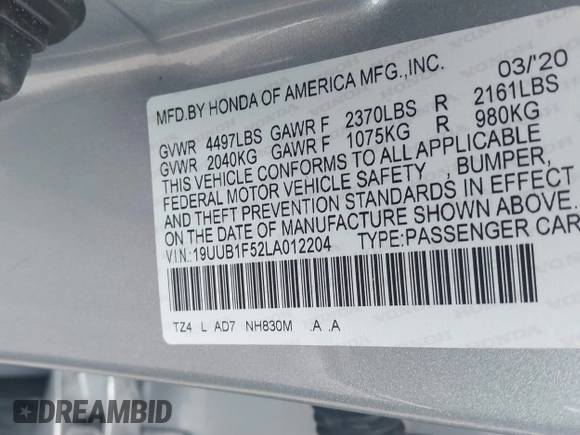 MFD.BY HONDA OF AMERICA MFG.,INC. 03/'20
GVWR 4497LBS GAWR F 2370LBS R 2161LBS
GVWR 2040KG GAWR F 1075KG R 980KG
THIS VEHICLE CONFORMS TO ALL APPLICABLE
FEDERAL MOTOR VEHICLE SAFETY , BUMPER,
AND THEFT PREVENTION STANDARDS IN EFFECT
ON THE DATE OF MANUFACTURE SHOWN ABOVE.
V.I.N: 19UUB1F52LA012204 TYPE:PASSENGER CAR
TZ4 L AD7 NH830M .A .A
DREAMBID